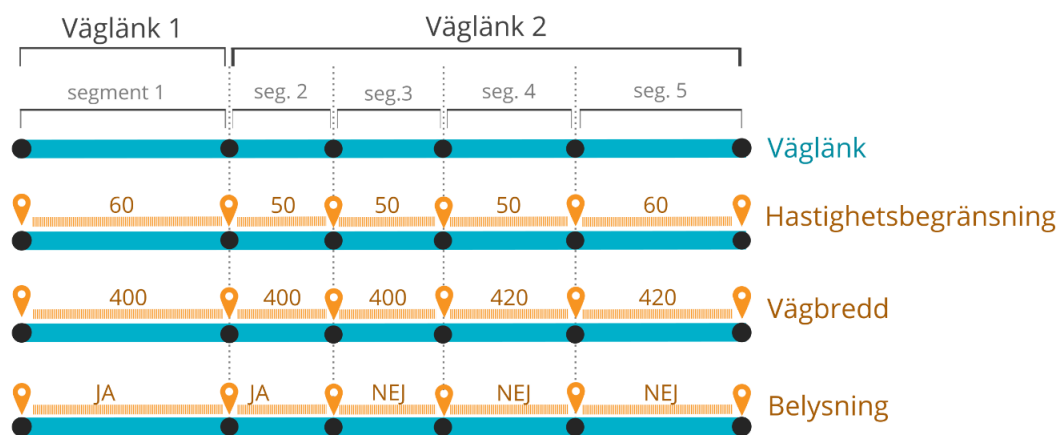 Väglänk 1 Väglänk 2
segment 1 seg. 2 seg.3 seg. 4 seg. 5
Väglänk
60 50 50 50 60
Hastighetsbegränsning
400 400 400 420 420
Vägbredd
JA JA NEJ NEJ NEJ
Belysning